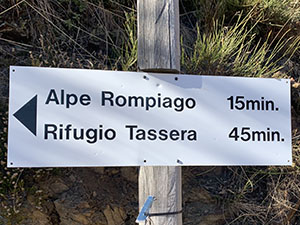 Alpe Rompiago 15min.
Rifugio Tassera 45min.